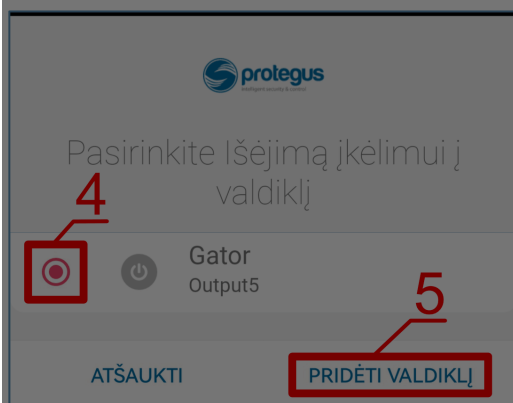 protegus
Pasirinkite Išėjimą įkėlimui į
valdiklį
4
Gator
Output5
5
ATŠAUKTI
PRIDĖTI VALDIKLĮ